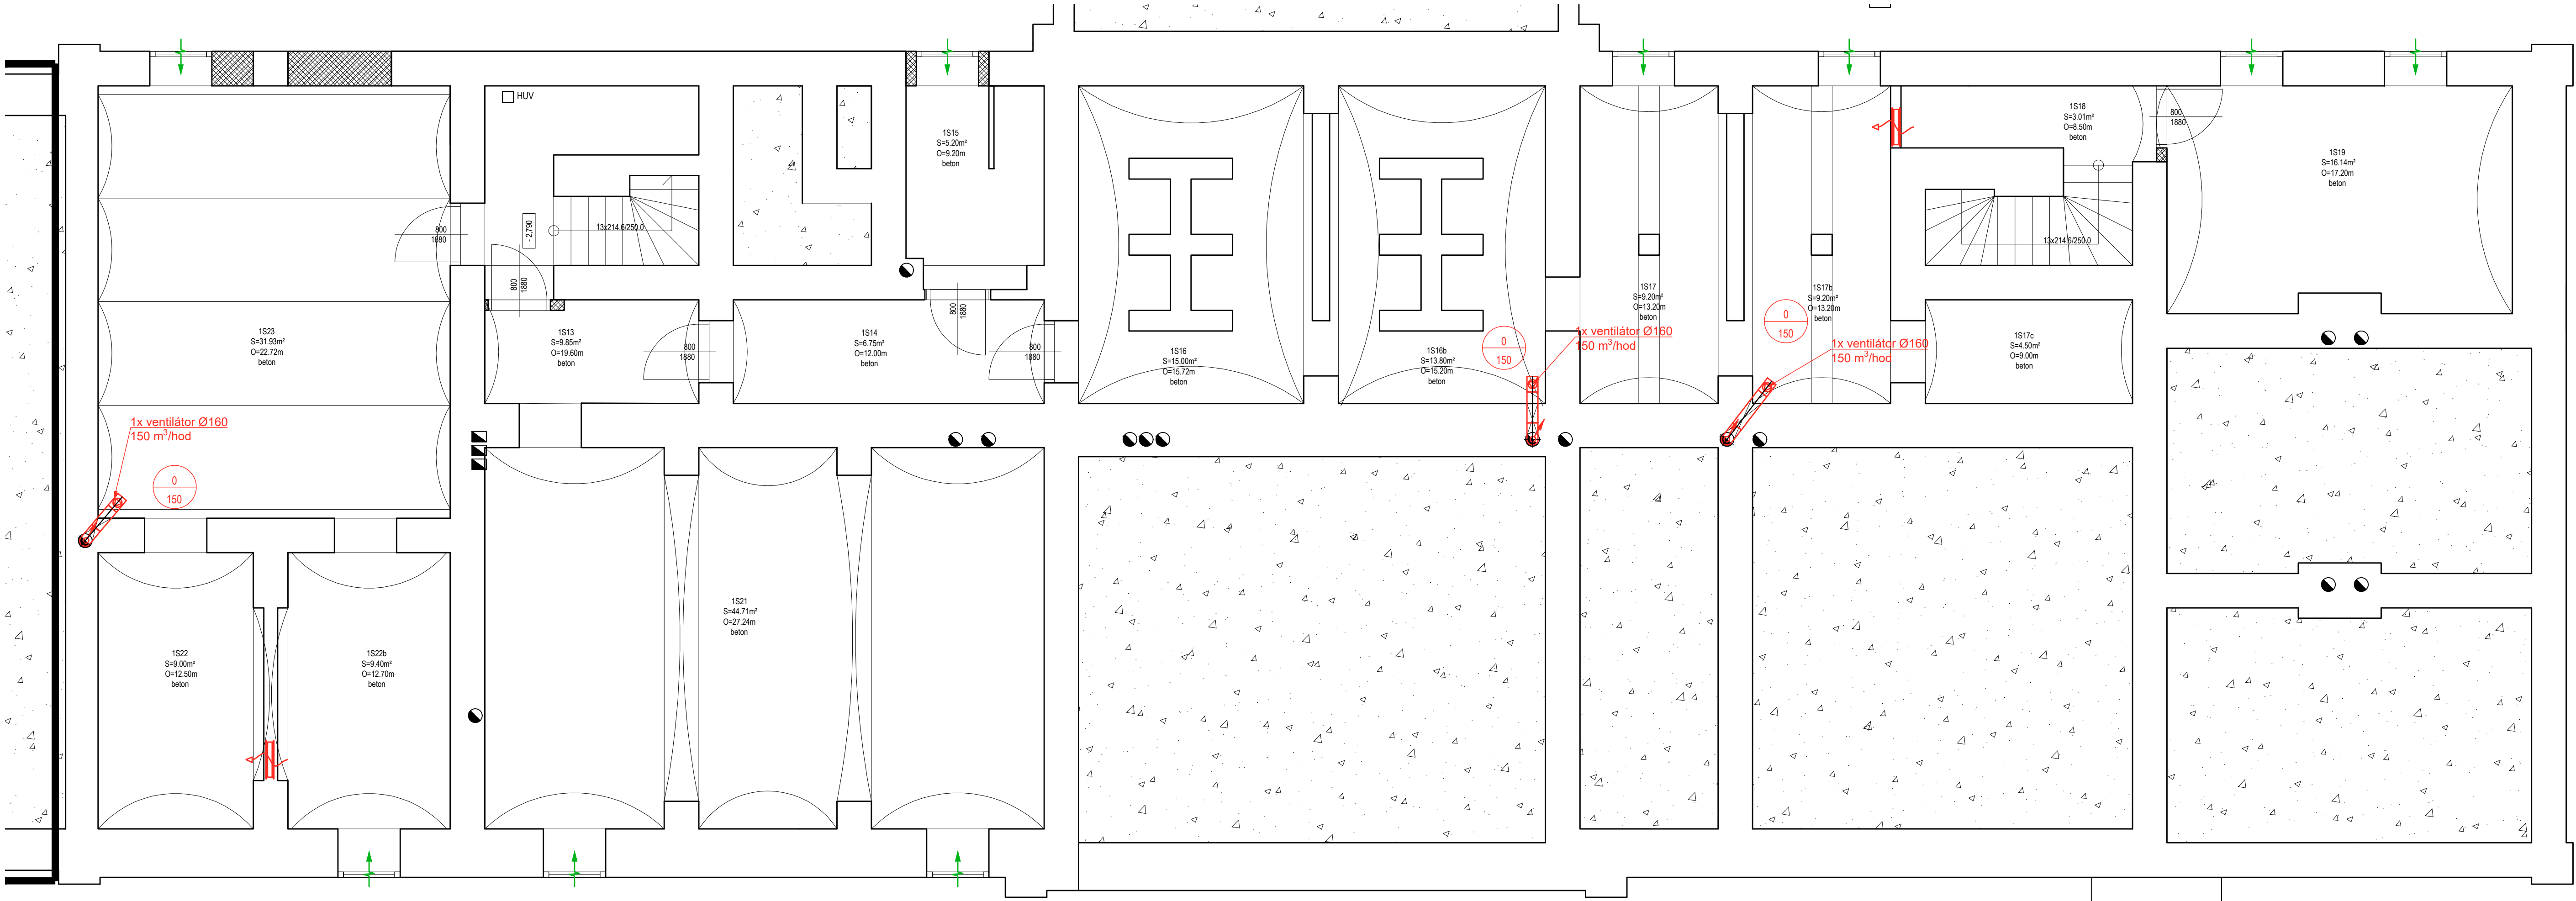 HUV
1S15
S=5.20m²
O=9.20m
beton
1S18
S=3.01m²
O=8.50m
beton
800
1880
1S19
S=16.14m²
O=17.20m
beton
800
1880
- 2,790
13x214.6/250,0
13x214.6/250,0
800
1880
1S17
S=9.20m²
O=13.20m
beton
1S17b
S=9.20m²
O=13.20m
beton
800
1880
1S23
S=31.93m²
O=22.72m
beton
1S13
S=9.85m²
O=19.60m
beton
800
1880
1S14
S=6.75m²
O=12.00m
beton
800
1880
1S16
S=15.00m²
O=15.72m
beton
1S16b
S=13.80m²
O=15.20m
beton
0
150
1x ventilátor Ø160
150 m³/hod
0
150
1x ventilátor Ø160
150 m³/hod
1S17c
S=4.50m²
O=9.00m
beton
1x ventilátor Ø160
150 m³/hod
0
150
1S22
S=9.00m²
O=12.50m
beton
1S22b
S=9.40m²
O=12.70m
beton
1S21
S=44.71m²
O=27.24m
beton